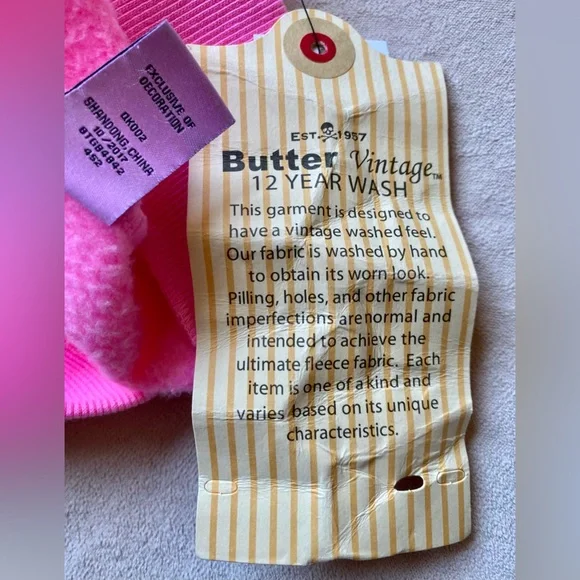 EXCLUSIVE OF
DECORATION
OK002
SHANDONG, CHINA
10/2017
BTG84842
452
EST. 1957
Butter Vintage™
12 YEAR WASH
This garment is designed to
have a vintage washed feel.
Our fabric is washed by hand
to obtain its worn look.
Pilling, holes, and other fabric
imperfections are normal and
intended to achieve the
ultimate fleece fabric. Each
item is one of a kind and
varies based on its unique
characteristics.